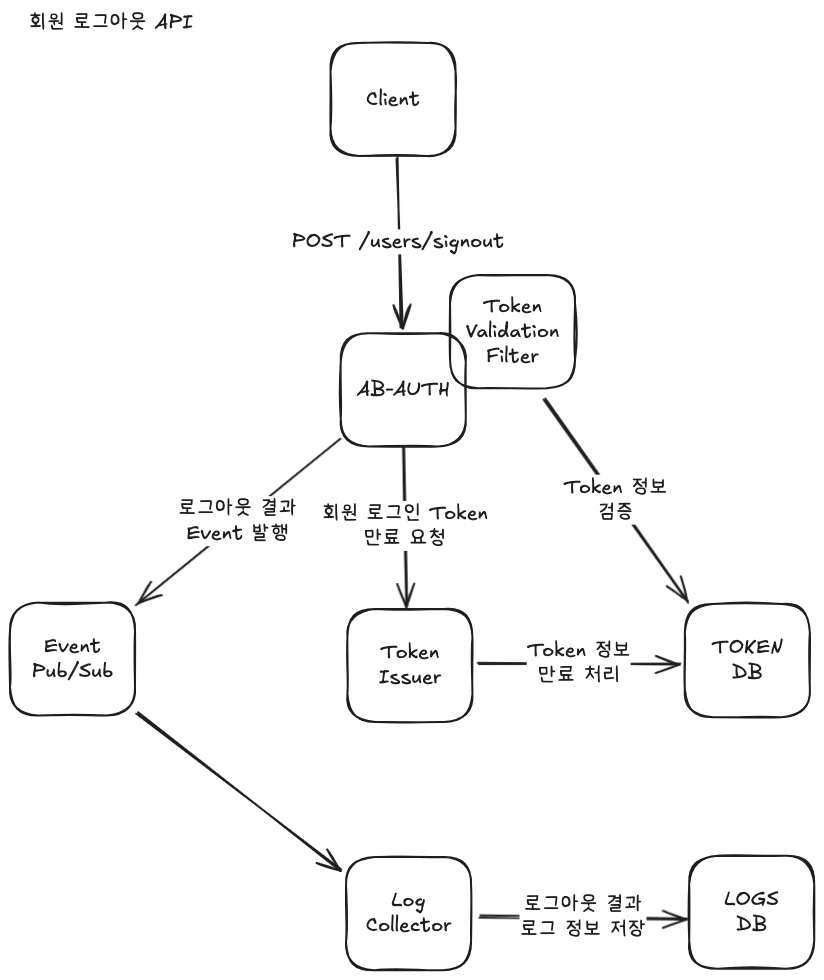 회원 로그아웃 API
Client
POST /users/signout
Token
Validation
Filter
AB-AUTH
Token 정보
검증
로그아웃 결과
Event 발행
회원 로그인 Token
만료 요청
Event
Pub/Sub
Token
Issuer
Token 정보
만료 처리
TOKEN
DB
Log
Collector
로그아웃 결과
로그 정보 저장
LOGS
DB